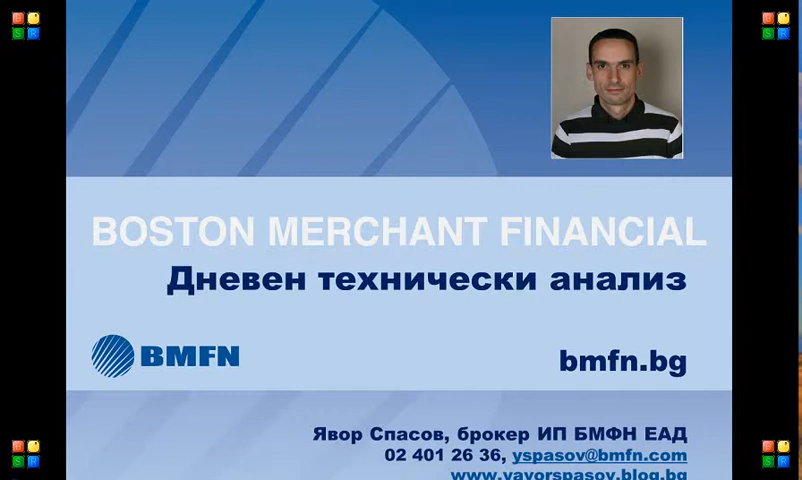 BOSTON MERCHANT FINANCIAL
Дневен технически анализ
BMFN
bmfn.bg
Явор Спасов, брокер ИП БМФН ЕАД
02 401 26 36, yspasov@bmfn.com
www.yavorspasov.blog.bg